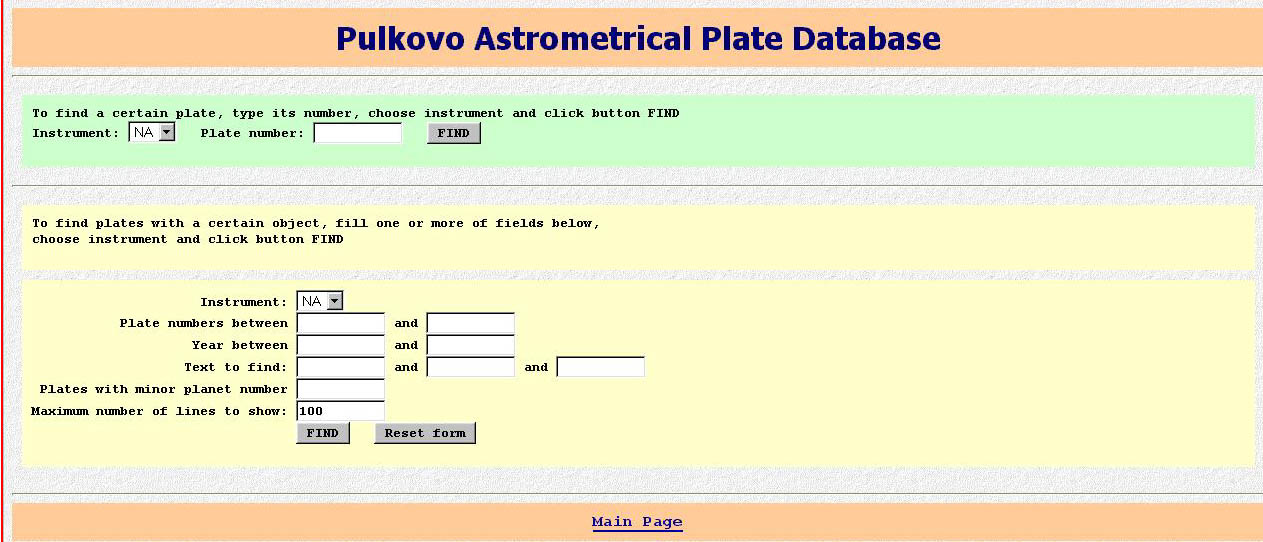 Pulkovo Astrometrical Plate Database
To find a certain plate, type its number, choose instrument and click button FIND
Instrument: NA Plate number: FIND
To find plates with a certain object, fill one or more of fields below,
choose instrument and click button FIND
Instrument: NA
Plate numbers between and
Year between and
Text to find: and and
Plates with minor planet number
Maximum number of lines to show: 100
FIND Reset form
Main Page